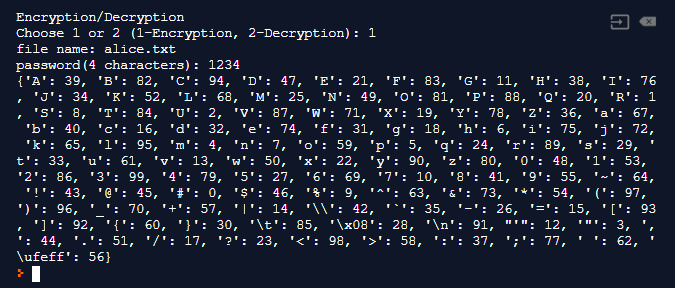 Encryption/Decryption
Choose 1 or 2 (1-Encryption, 2-Decryption): 1
file name: alice.txt
password(4 characters): 1234
{'A': 39, 'B': 82, 'C': 94, 'D': 47, 'E': 21, 'F': 83, 'G': 11, 'H': 38, 'I': 76
, 'J': 34, 'K': 52, 'L': 68, 'M': 25, 'N': 49, 'O': 81, 'P': 88, 'Q': 20, 'R': 1
, 'S': 8, 'T': 84, 'U': 2, 'V': 87, 'W': 71, 'X': 19, 'Y': 78, 'Z': 36, 'a': 67,
 'b': 40, 'c': 16, 'd': 32, 'e': 74, 'f': 31, 'g': 18, 'h': 6, 'i': 75, 'j': 72,
 'k': 65, 'l': 95, 'm': 4, 'n': 7, 'o': 59, 'p': 5, 'q': 24, 'r': 89, 's': 29, '
t': 33, 'u': 61, 'v': 13, 'w': 50, 'x': 22, 'y': 90, 'z': 80, '0': 48, '1': 53,
'2': 86, '3': 99, '4': 79, '5': 27, '6': 69, '7': 10, '8': 41, '9': 55, '~': 64,
 '!': 43, '@': 45, '#': 0, '$': 46, '%': 9, '^': 63, '&': 73, '*': 54, '(': 97,
')': 96, '_': 70, '+': 57, '|': 14, '\\': 42, '`': 35, '-': 26, '=': 15, '[': 93
, ']': 92, '{': 60, '}': 30, '\t': 85, '\x08': 28, '\n': 91, "'": 12, '"': 3, ',
': 44, '.': 51, '/': 17, '?': 23, '<': 98, '>': 58, ':': 37, ';': 77, ' ': 62, '
\ufeff': 56}